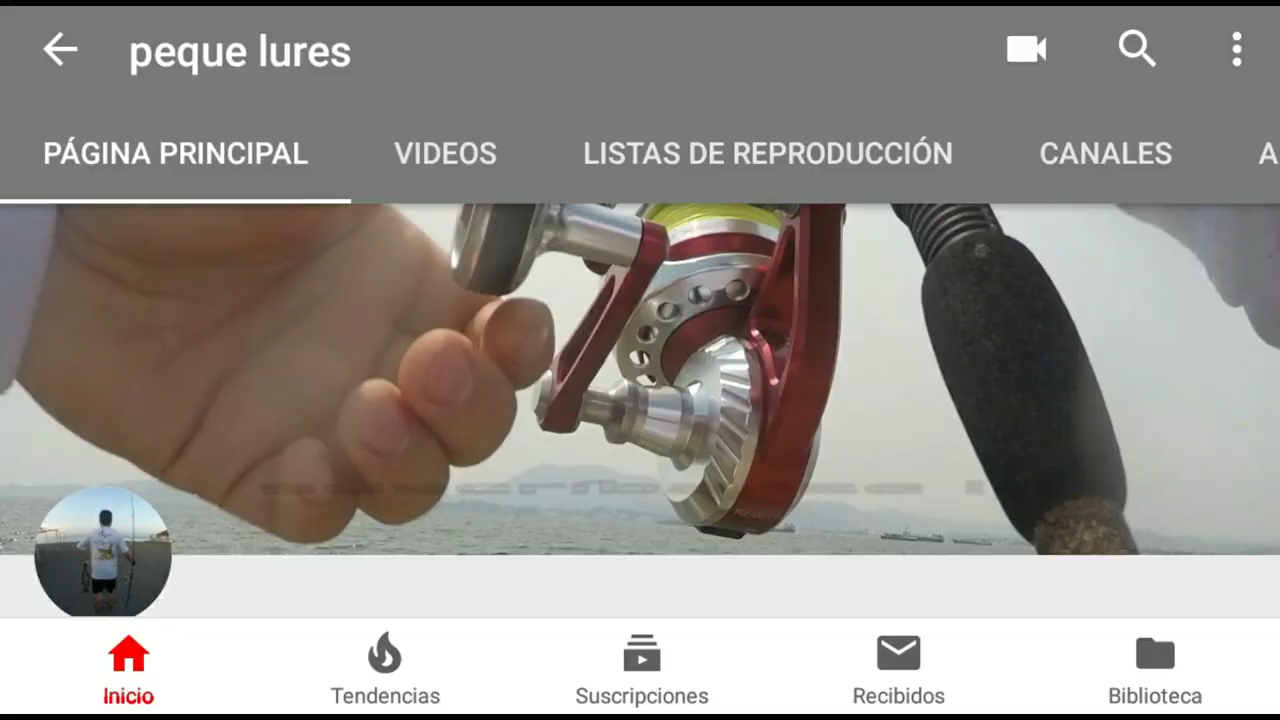 peque lures
PÁGINA PRINCIPAL VIDEOS LISTAS DE REPRODUCCIÓN CANALES A
Inicio Tendencias Suscripciones Recibidos Biblioteca